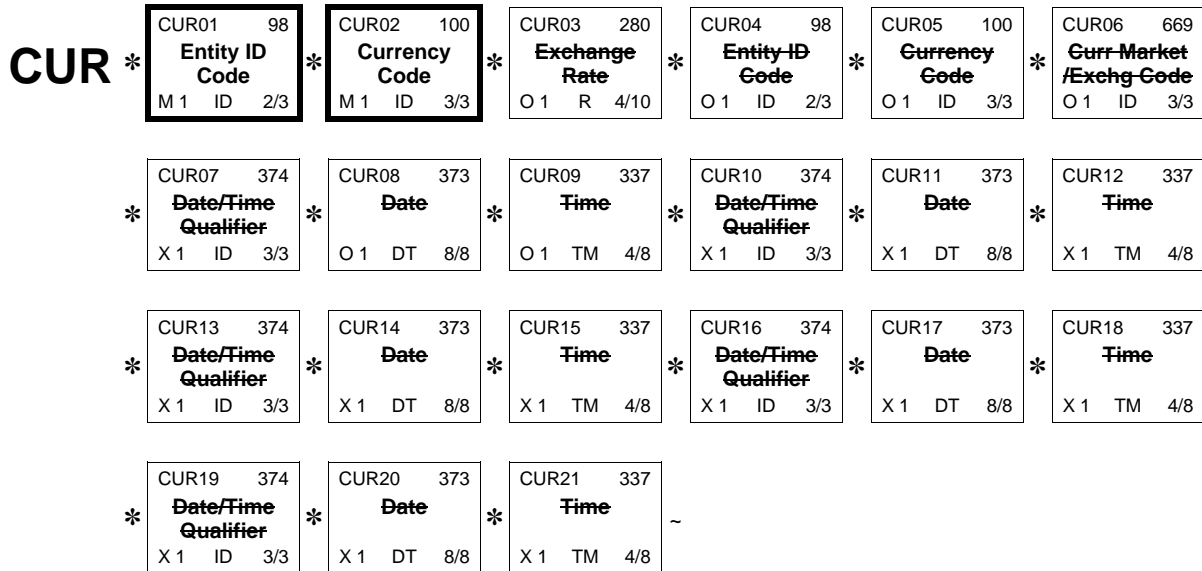 CUR * CUR01 98 * CUR02 100 * CUR03 280 * CUR04 98 * CUR05 100 * CUR06 669
Entity ID Currency Exchange Entity ID Currency Curr Market
Code Code Rate Code Code /Exchg Code
M 1 ID 2/3 M 1 ID 3/3 O 1 R 4/10 O 1 ID 2/3 O 1 ID 3/3 O 1 ID 3/3
* CUR07 374 * CUR08 373 * CUR09 337 * CUR10 374 * CUR11 373 * CUR12 337
Date/Time Date Time Date/Time Date Time
Qualifier Qualifier
X 1 ID 3/3 O 1 DT 8/8 O 1 TM 4/8 X 1 ID 3/3 X 1 DT 8/8 X 1 TM 4/8
* CUR13 374 * CUR14 373 * CUR15 337 * CUR16 374 * CUR17 373 * CUR18 337
Date/Time Date Time Date/Time Date Time
Qualifier Qualifier
X 1 ID 3/3 X 1 DT 8/8 X 1 TM 4/8 X 1 ID 3/3 X 1 DT 8/8 X 1 TM 4/8
* CUR19 374 * CUR20 373 * CUR21 337 ~
Date/Time Date Time
Qualifier
X 1 ID 3/3 X 1 DT 8/8 X 1 TM 4/8